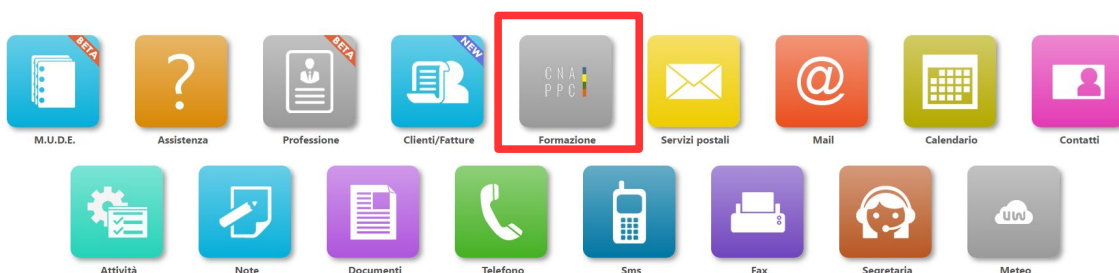 BETA
BETA
NEW
CNA
PPC
M.U.D.E.
Assistenza
Professione
Clienti/Fatture
Formazione
Servizi postali
Mail
Calendario
Contatti
uw
Attività
Note
Documenti
Telefono
Sms
Fax
Segretaria
Meteo